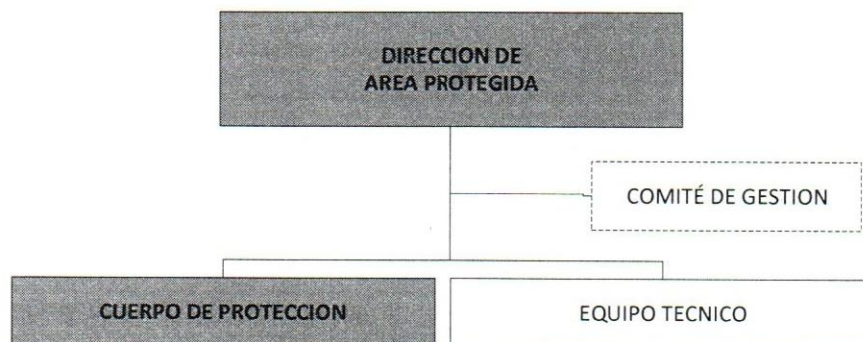 DIRECCION DE
AREA PROTEGIDA
COMITÉ DE GESTION
CUERPO DE PROTECCION
EQUIPO TECNICO